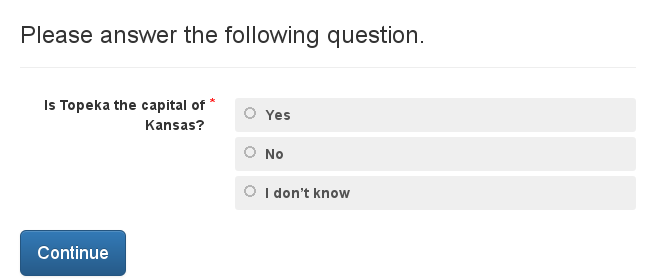 Please answer the following question.
Is Topeka the capital of *
Kansas?
Yes
No
I don't know
Continue